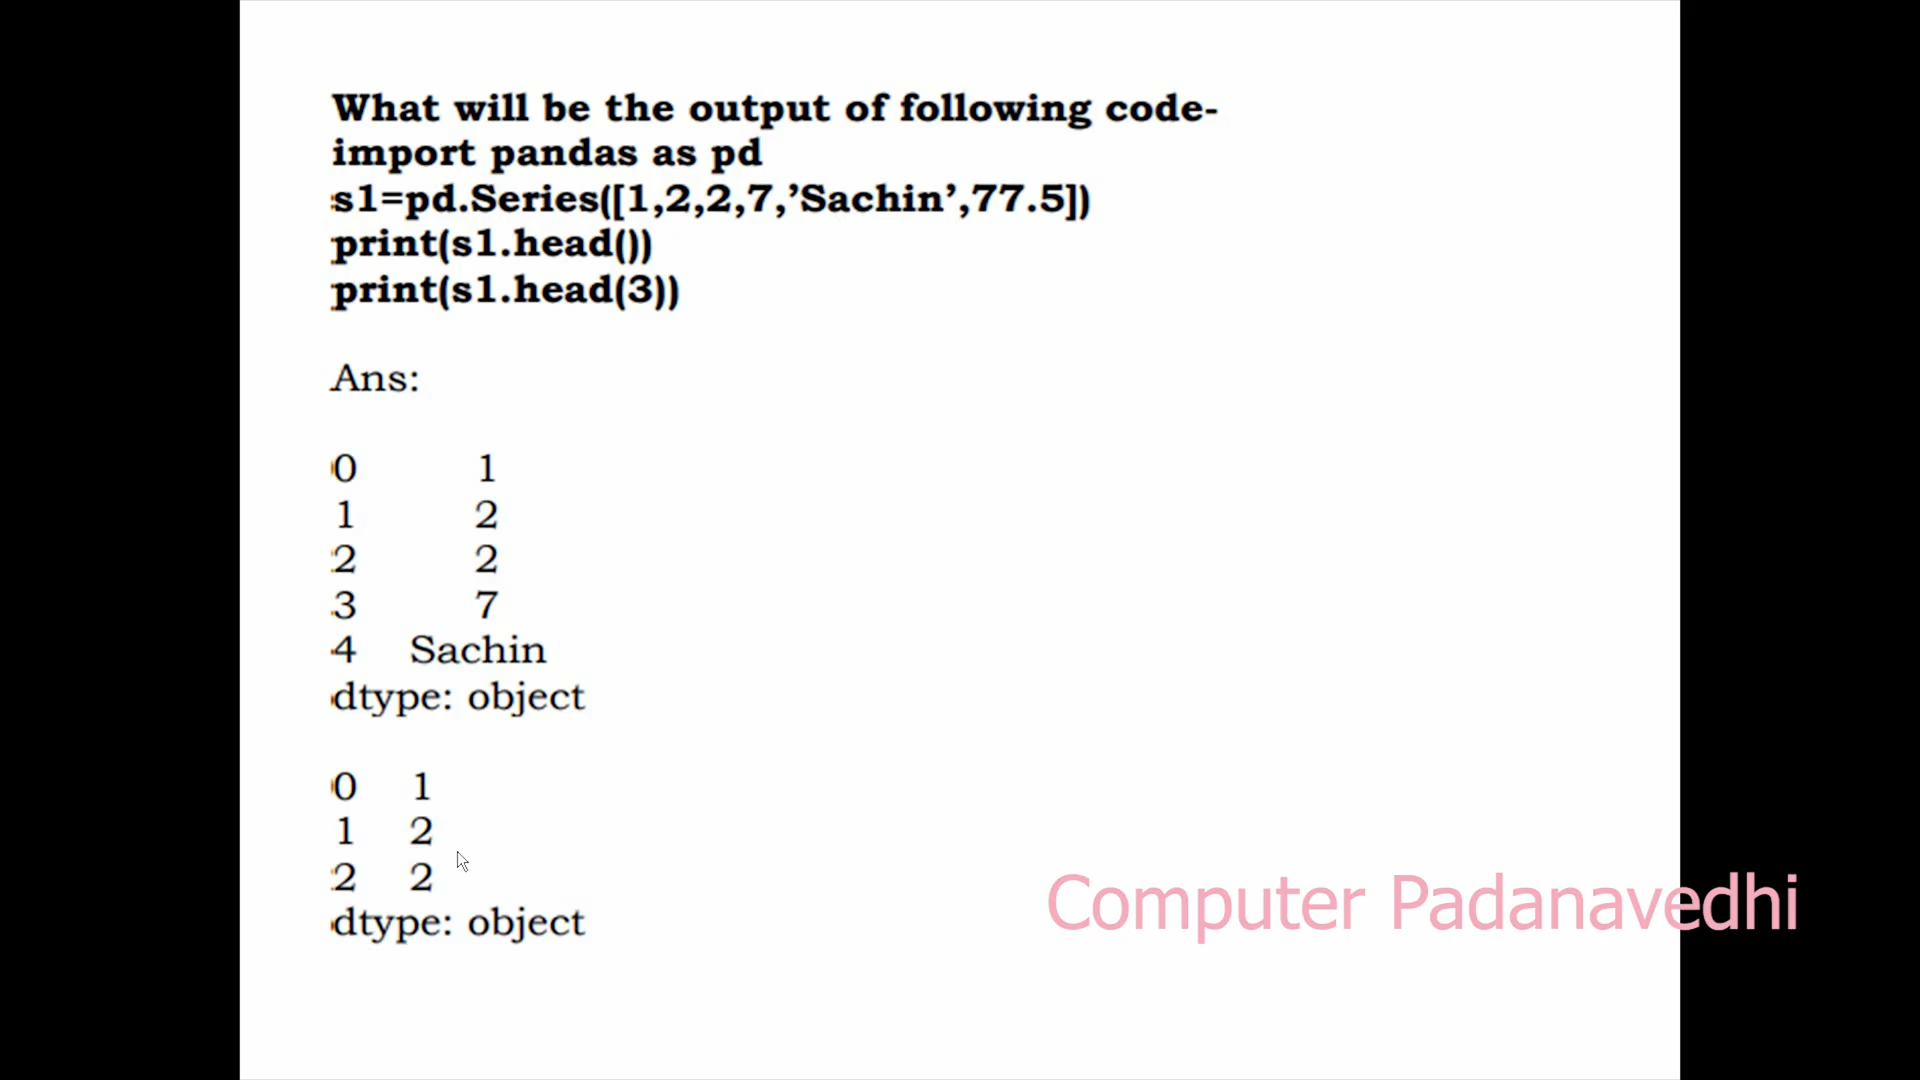 What will be the output of following code-
import pandas as pd
s1=pd.Series([1,2,2,7,’Sachin’,77.5])
print(s1.head())
print(s1.head(3))
Ans:
0 1
1 2
2 2
3 7
4 Sachin
dtype: object
0 1
1 2
2 2
dtype: object
Computer Padanavedhi